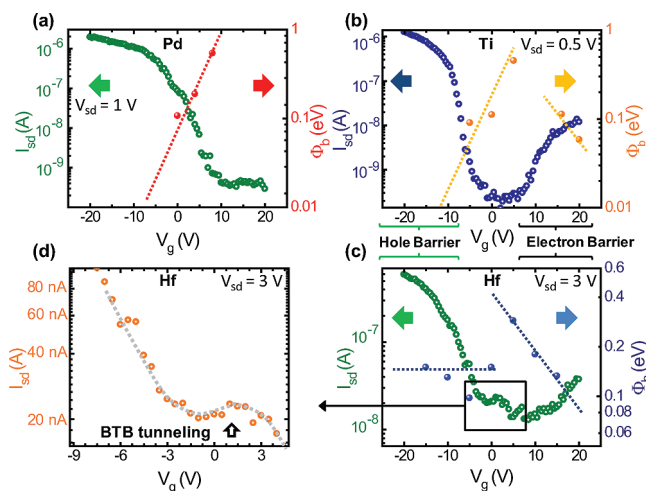 (a)
Pd
V_sd = 1 V
I_sd(A)
10⁻⁶
10⁻⁷
10⁻⁸
10⁻⁹
1
0.1
0.01
Φ_b (eV)
-20 -10 0 10 20
V_g (V)
(b)
Ti
V_sd = 0.5 V
I_sd(A)
10⁻⁶
10⁻⁷
10⁻⁸
10⁻⁹
1
0.1
0.01
Φ_b (eV)
-20 -10 0 10 20
V_g (V)
Hole Barrier
Electron Barrier
(d)
Hf
V_sd = 3 V
I_sd (A)
80 nA
60 nA
40 nA
20 nA
BTB tunneling
-9 -6 -3 0 3
V_g (V)
(c)
Hf
V_sd = 3 V
I_sd (A)
10⁻⁷
10⁻⁸
0.6
0.4
0.2
0.1
0.08
0.06
Φ_b (eV)
-20 -15 -10 -5 0 5 10 15 20
V_g (V)